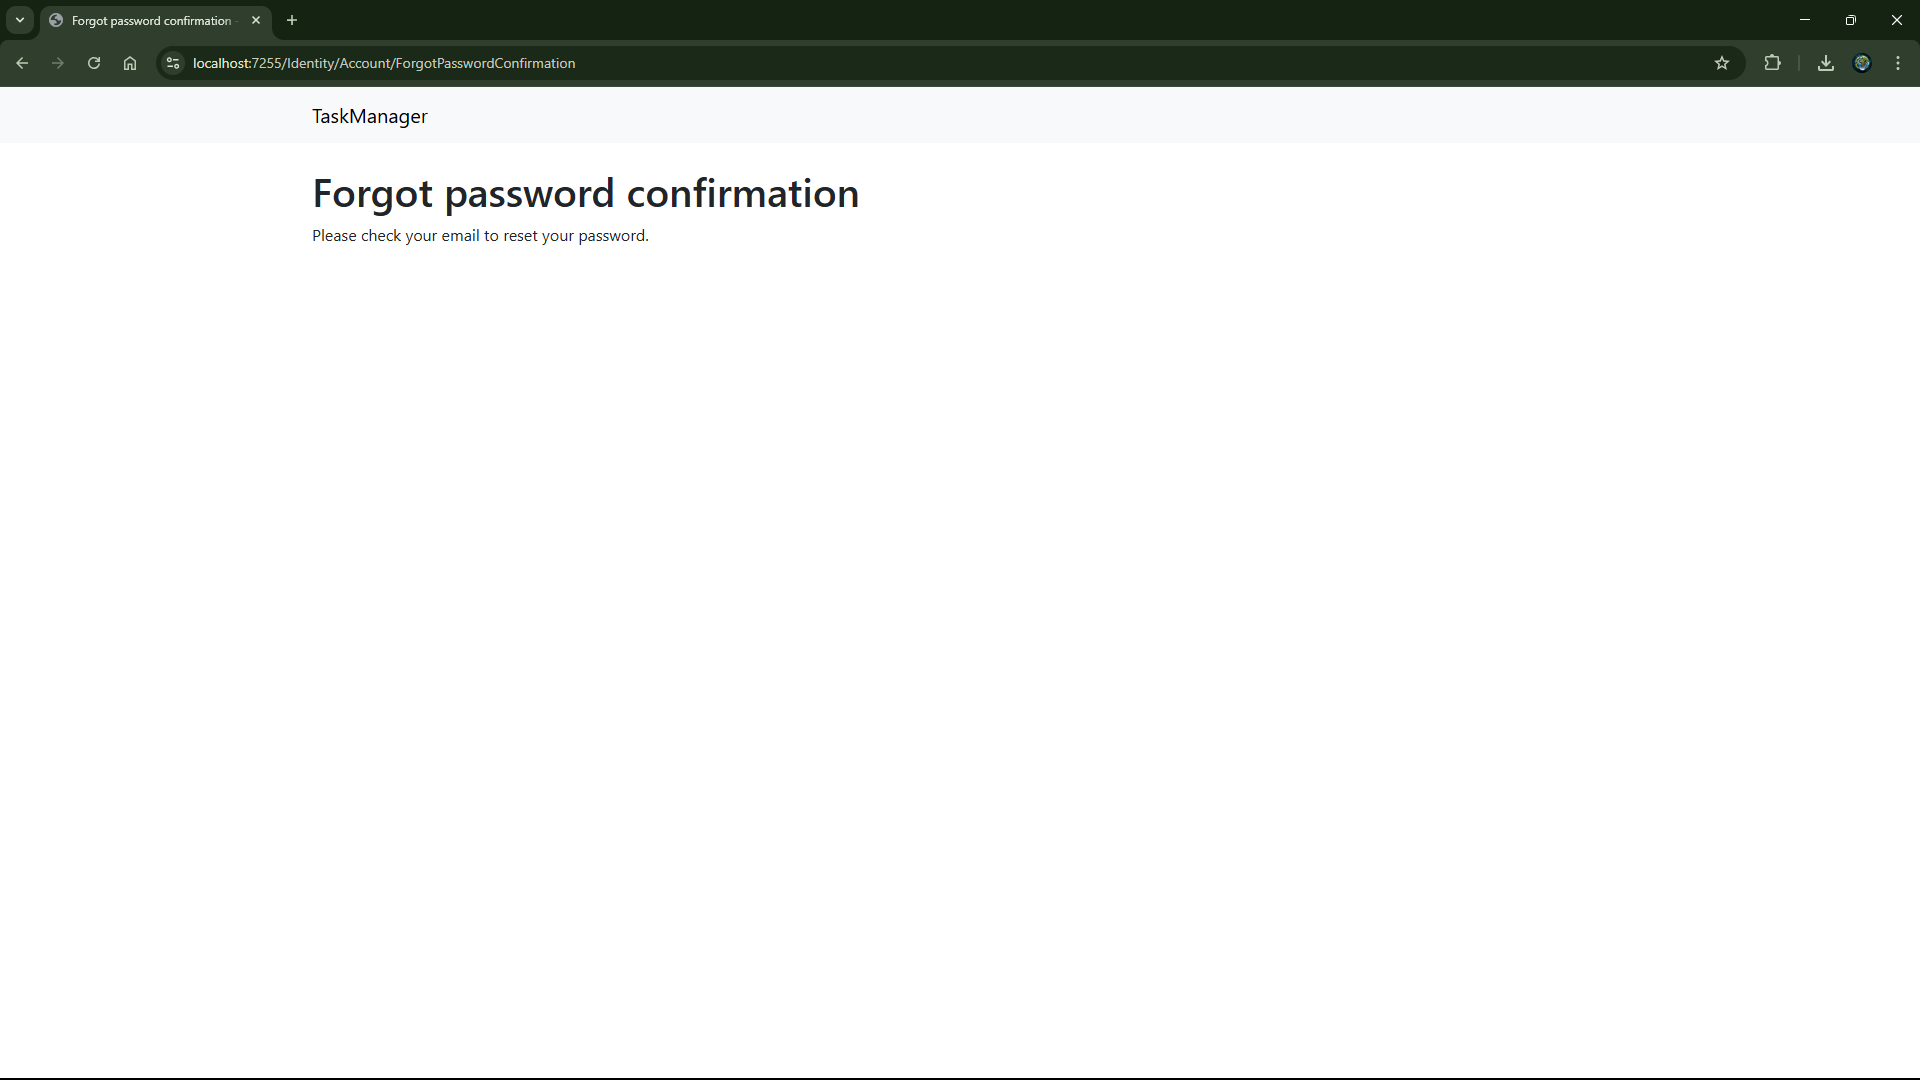 Forgot password confirmation
localhost:7255/Identity/Account/ForgotPasswordConfirmation
TaskManager
Forgot password confirmation
Please check your email to reset your password.